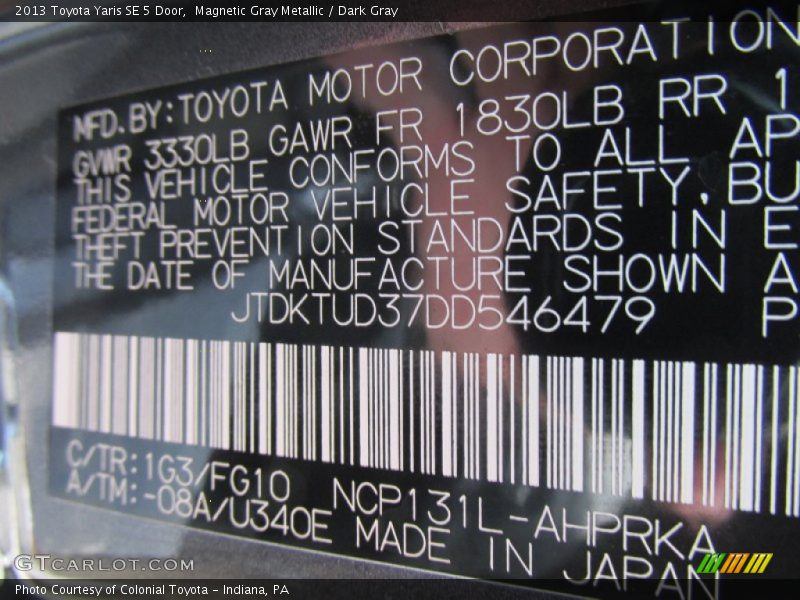 2013 Toyota Yaris SE 5 Door,  Magnetic Gray Metallic / Dark Gray
MFD. BY: TOYOTA MOTOR CORPORATION
GVWR 3330LB GAWR FR 1830LB RR 1
THIS VEHICLE CONFORMS TO ALL AP
FEDERAL MOTOR VEHICLE SAFETY, BU
THEFT PREVENTION STANDARDS IN E
THE DATE OF MANUFACTURE SHOWN A
JTDKTUD37DD546479 P
C/TR: 1G3/FG10 NCP131L-AHPRKA
A/TM: -08A/U340E MADE IN JAPAN
GTCARLOT.COM
Photo Courtesy of Colonial Toyota - Indiana, PA